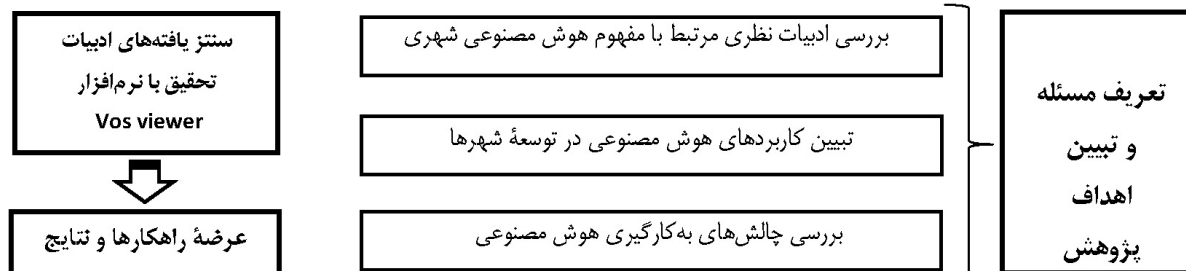 تعریف مسئله
و تبیین
اهداف
پژوهش
بررسی ادبیات نظری مرتبط با مفهوم هوش مصنوعی شهری
تبیین کاربردهای هوش مصنوعی در توسعۀ شهرها
بررسی چالش‌های به‌کارگیری هوش مصنوعی
سنتز یافته‌های ادبیات
تحقیق با نرم‌افزار
Vos viewer
عرضۀ راهکارها و نتایج